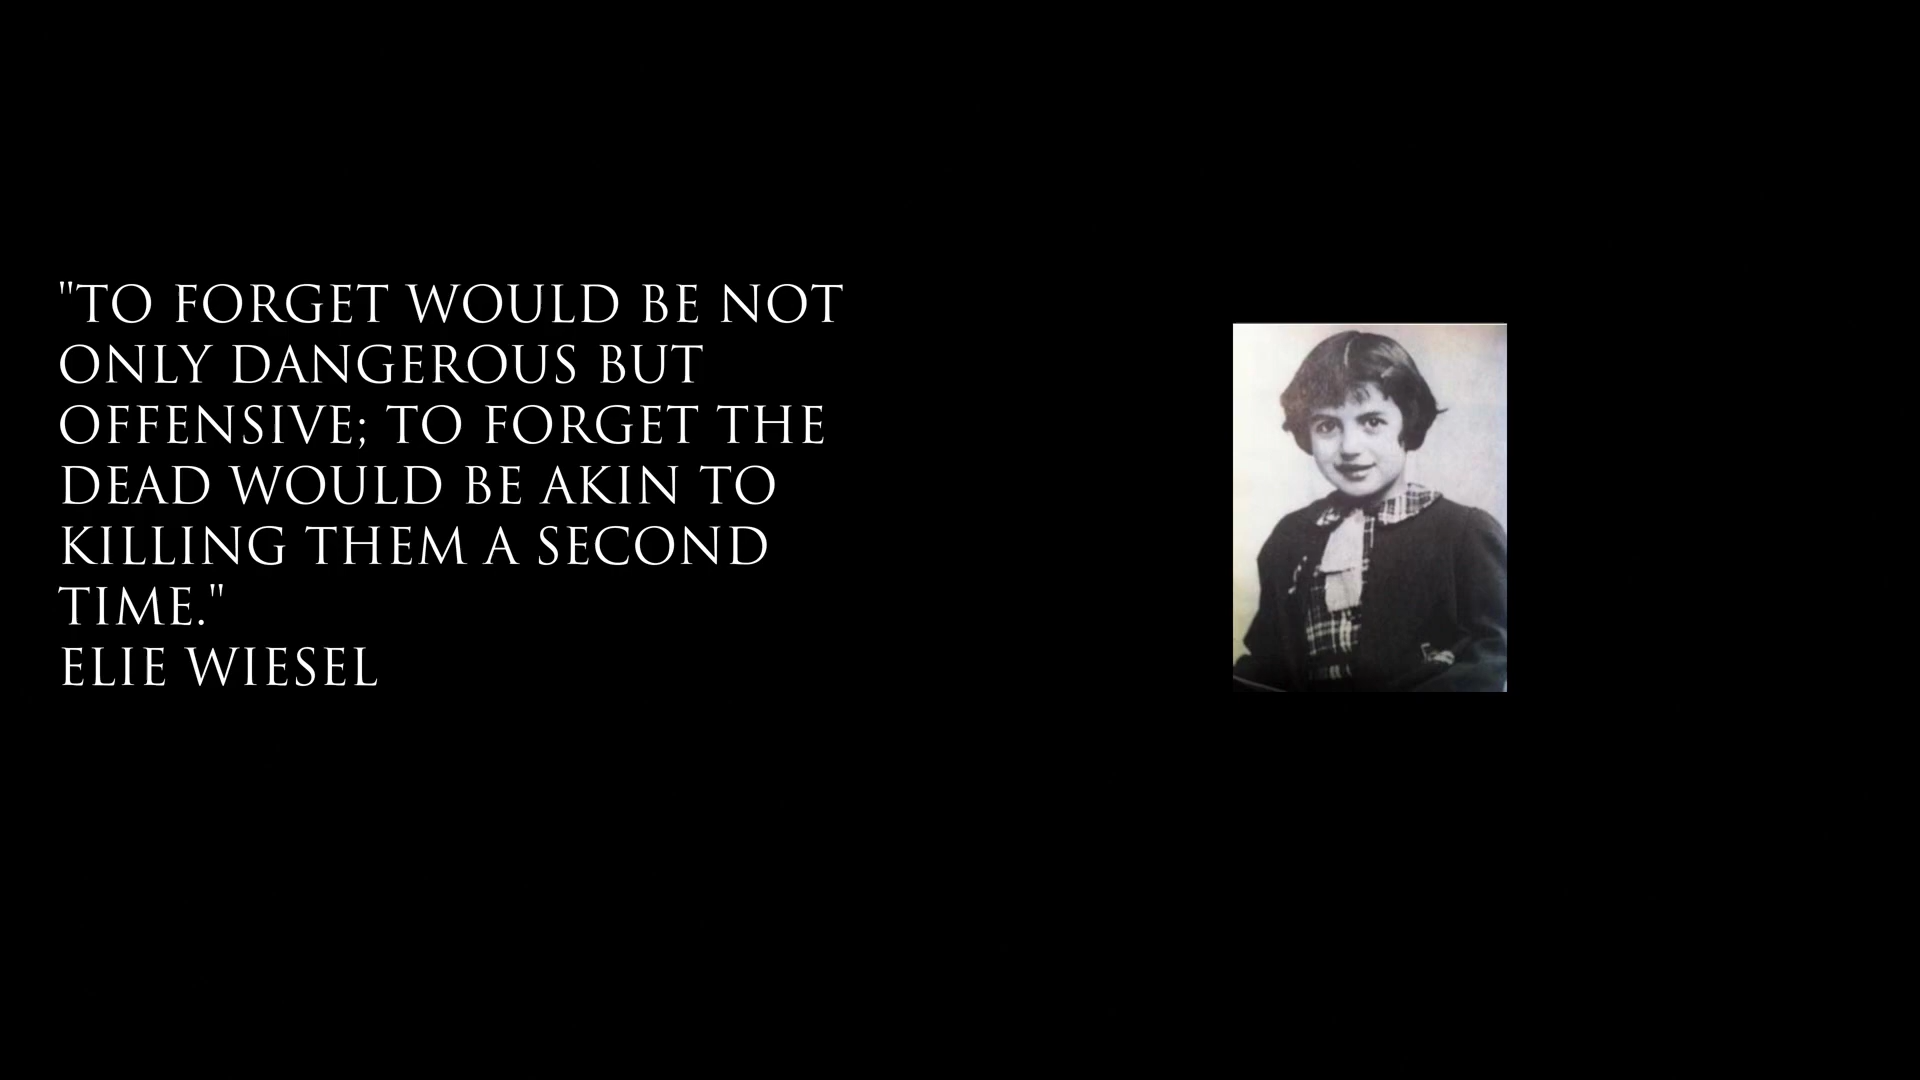 "TO FORGET WOULD BE NOT
ONLY DANGEROUS BUT
OFFENSIVE; TO FORGET THE
DEAD WOULD BE AKIN TO
KILLING THEM A SECOND
TIME."
ELIE WIESEL